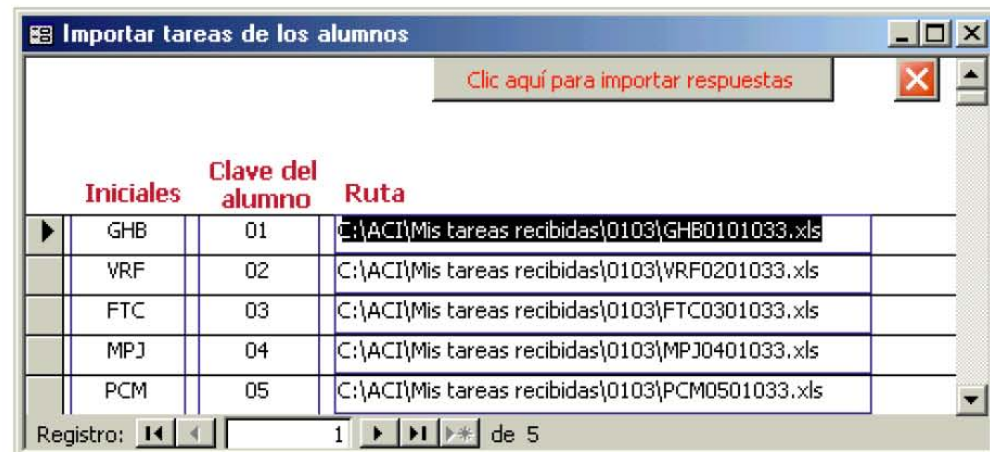 Importar tareas de los alumnos
Clic aquí para importar respuestas
Iniciales Clave del alumno Ruta
GHB 01 C:\ACI\Mis tareas recibidas\0103\GHB0101033.xls
VRF 02 C:\ACI\Mis tareas recibidas\0103\VRF0201033.xls
FTC 03 C:\ACI\Mis tareas recibidas\0103\FTC0301033.xls
MPJ 04 C:\ACI\Mis tareas recibidas\0103\MPJ0401033.xls
PCM 05 C:\ACI\Mis tareas recibidas\0103\PCM0501033.xls
Registro: 1 de 5